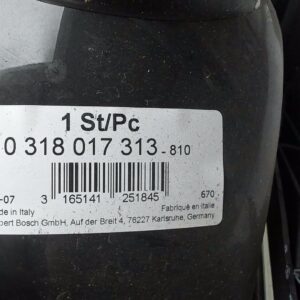 1 St/Pc
0 318 017 313 - 810
-07 3 165141 251845 670
de in Italy Fabriqué en Italie
bert Bosch GmbH, Auf der Breit 4, 76227 Karlsruhe, Germany